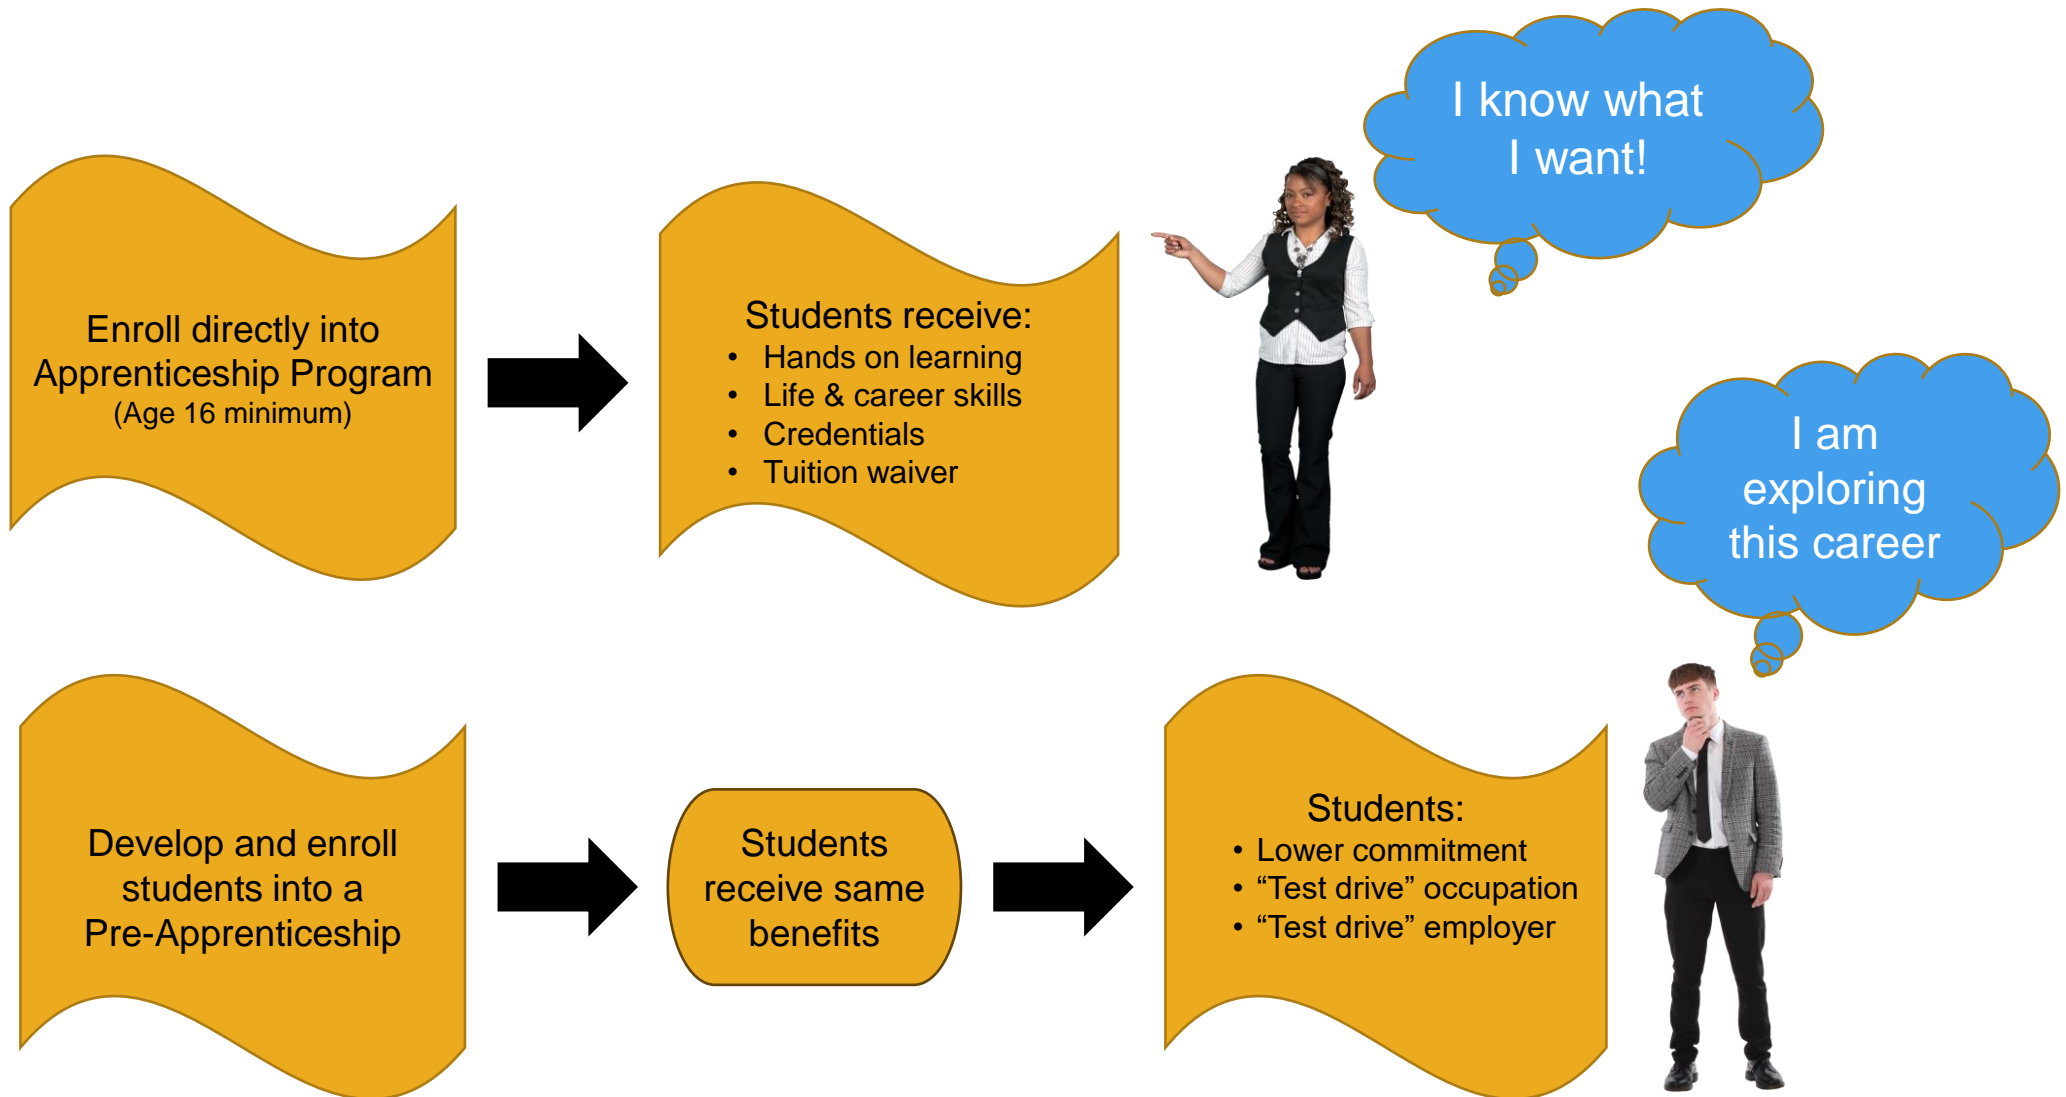 I know what
I want!
Enroll directly into
Apprenticeship Program
(Age 16 minimum)
Students receive:
• Hands on learning
• Life & career skills
• Credentials
• Tuition waiver
I am
exploring
this career
Develop and enroll
students into a
Pre-Apprenticeship
Students
receive same
benefits
Students:
• Lower commitment
• “Test drive” occupation
• “Test drive” employer